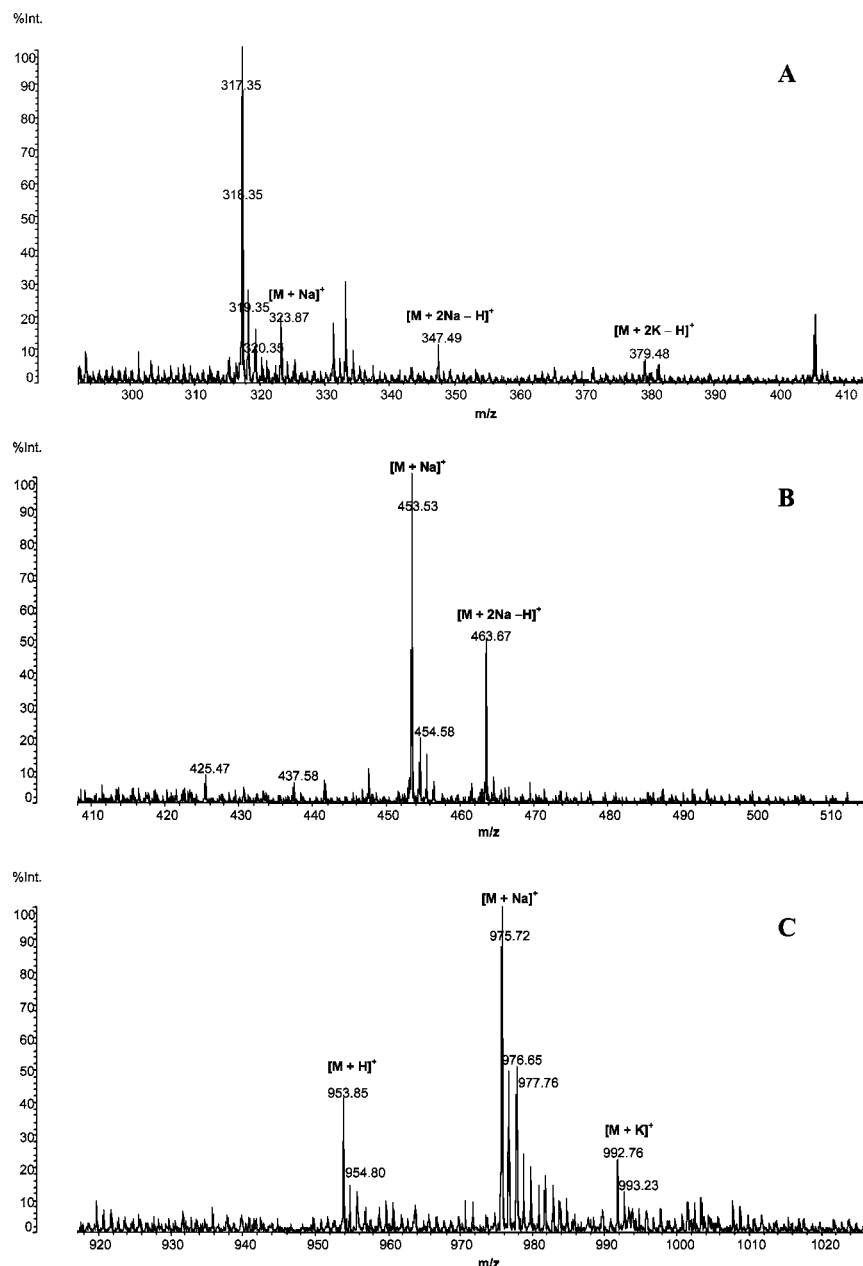 %Int.
A
100
90
80
70
60
50
40
30
20
10
0
317.35
318.35
319.35
320.35
[M + Na]⁺
323.87
[M + 2Na – H]⁺
347.49
[M + 2K – H]⁺
379.48
300 310 320 330 340 350 360 370 380 390 400 410
m/z
%Int.
B
100
90
80
70
60
50
40
30
20
10
0
[M + Na]⁺
453.53
[M + 2Na –H]⁺
463.67
454.58
425.47
437.58
410 420 430 440 450 460 470 480 490 500 510
m/z
%Int.
C
100
90
80
70
60
50
40
30
20
10
0
[M + Na]⁺
975.72
976.65
977.76
[M + H]⁺
953.85
954.80
[M + K]⁺
992.76
993.23
920 930 940 950 960 970 980 990 1000 1010 1020
m/z